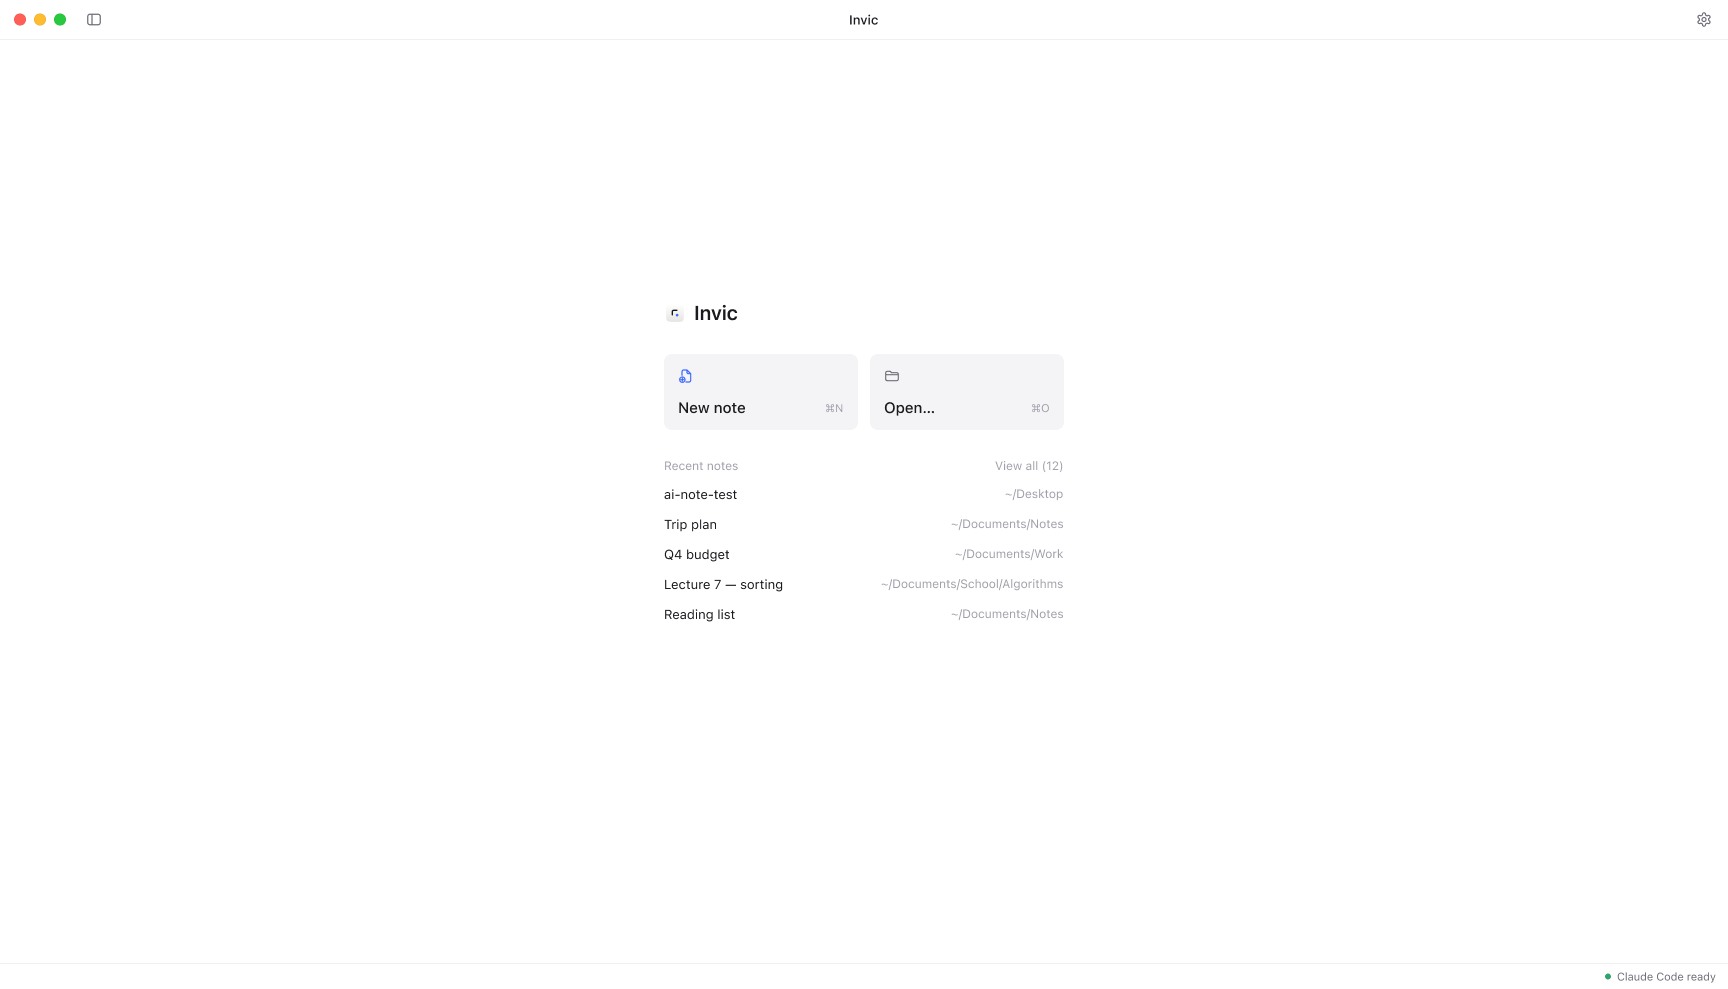 Invic
Invic
New note ⌘N
Open... ⌘O
Recent notes View all (12)
ai-note-test ~/Desktop
Trip plan ~/Documents/Notes
Q4 budget ~/Documents/Work
Lecture 7 — sorting ~/Documents/School/Algorithms
Reading list ~/Documents/Notes
Claude Code ready